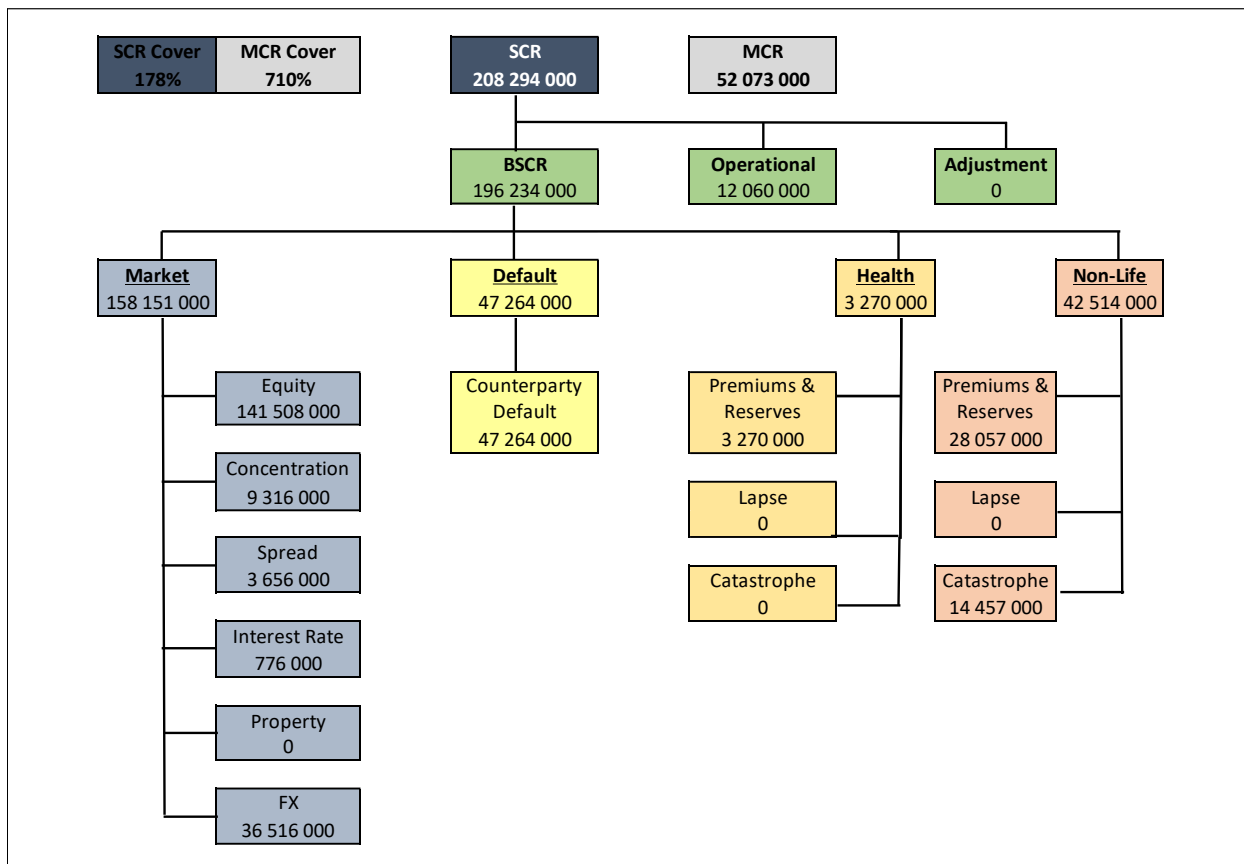 SCR Cover
178%
MCR Cover
710%
SCR
208 294 000
MCR
52 073 000
BSCR
196 234 000
Operational
12 060 000
Adjustment
0
Market
158 151 000
Default
47 264 000
Health
3 270 000
Non-Life
42 514 000
Equity
141 508 000
Concentration
9 316 000
Spread
3 656 000
Interest Rate
776 000
Property
0
FX
36 516 000
Counterparty
Default
47 264 000
Premiums &
Reserves
3 270 000
Lapse
0
Catastrophe
0
Premiums &
Reserves
28 057 000
Lapse
0
Catastrophe
14 457 000